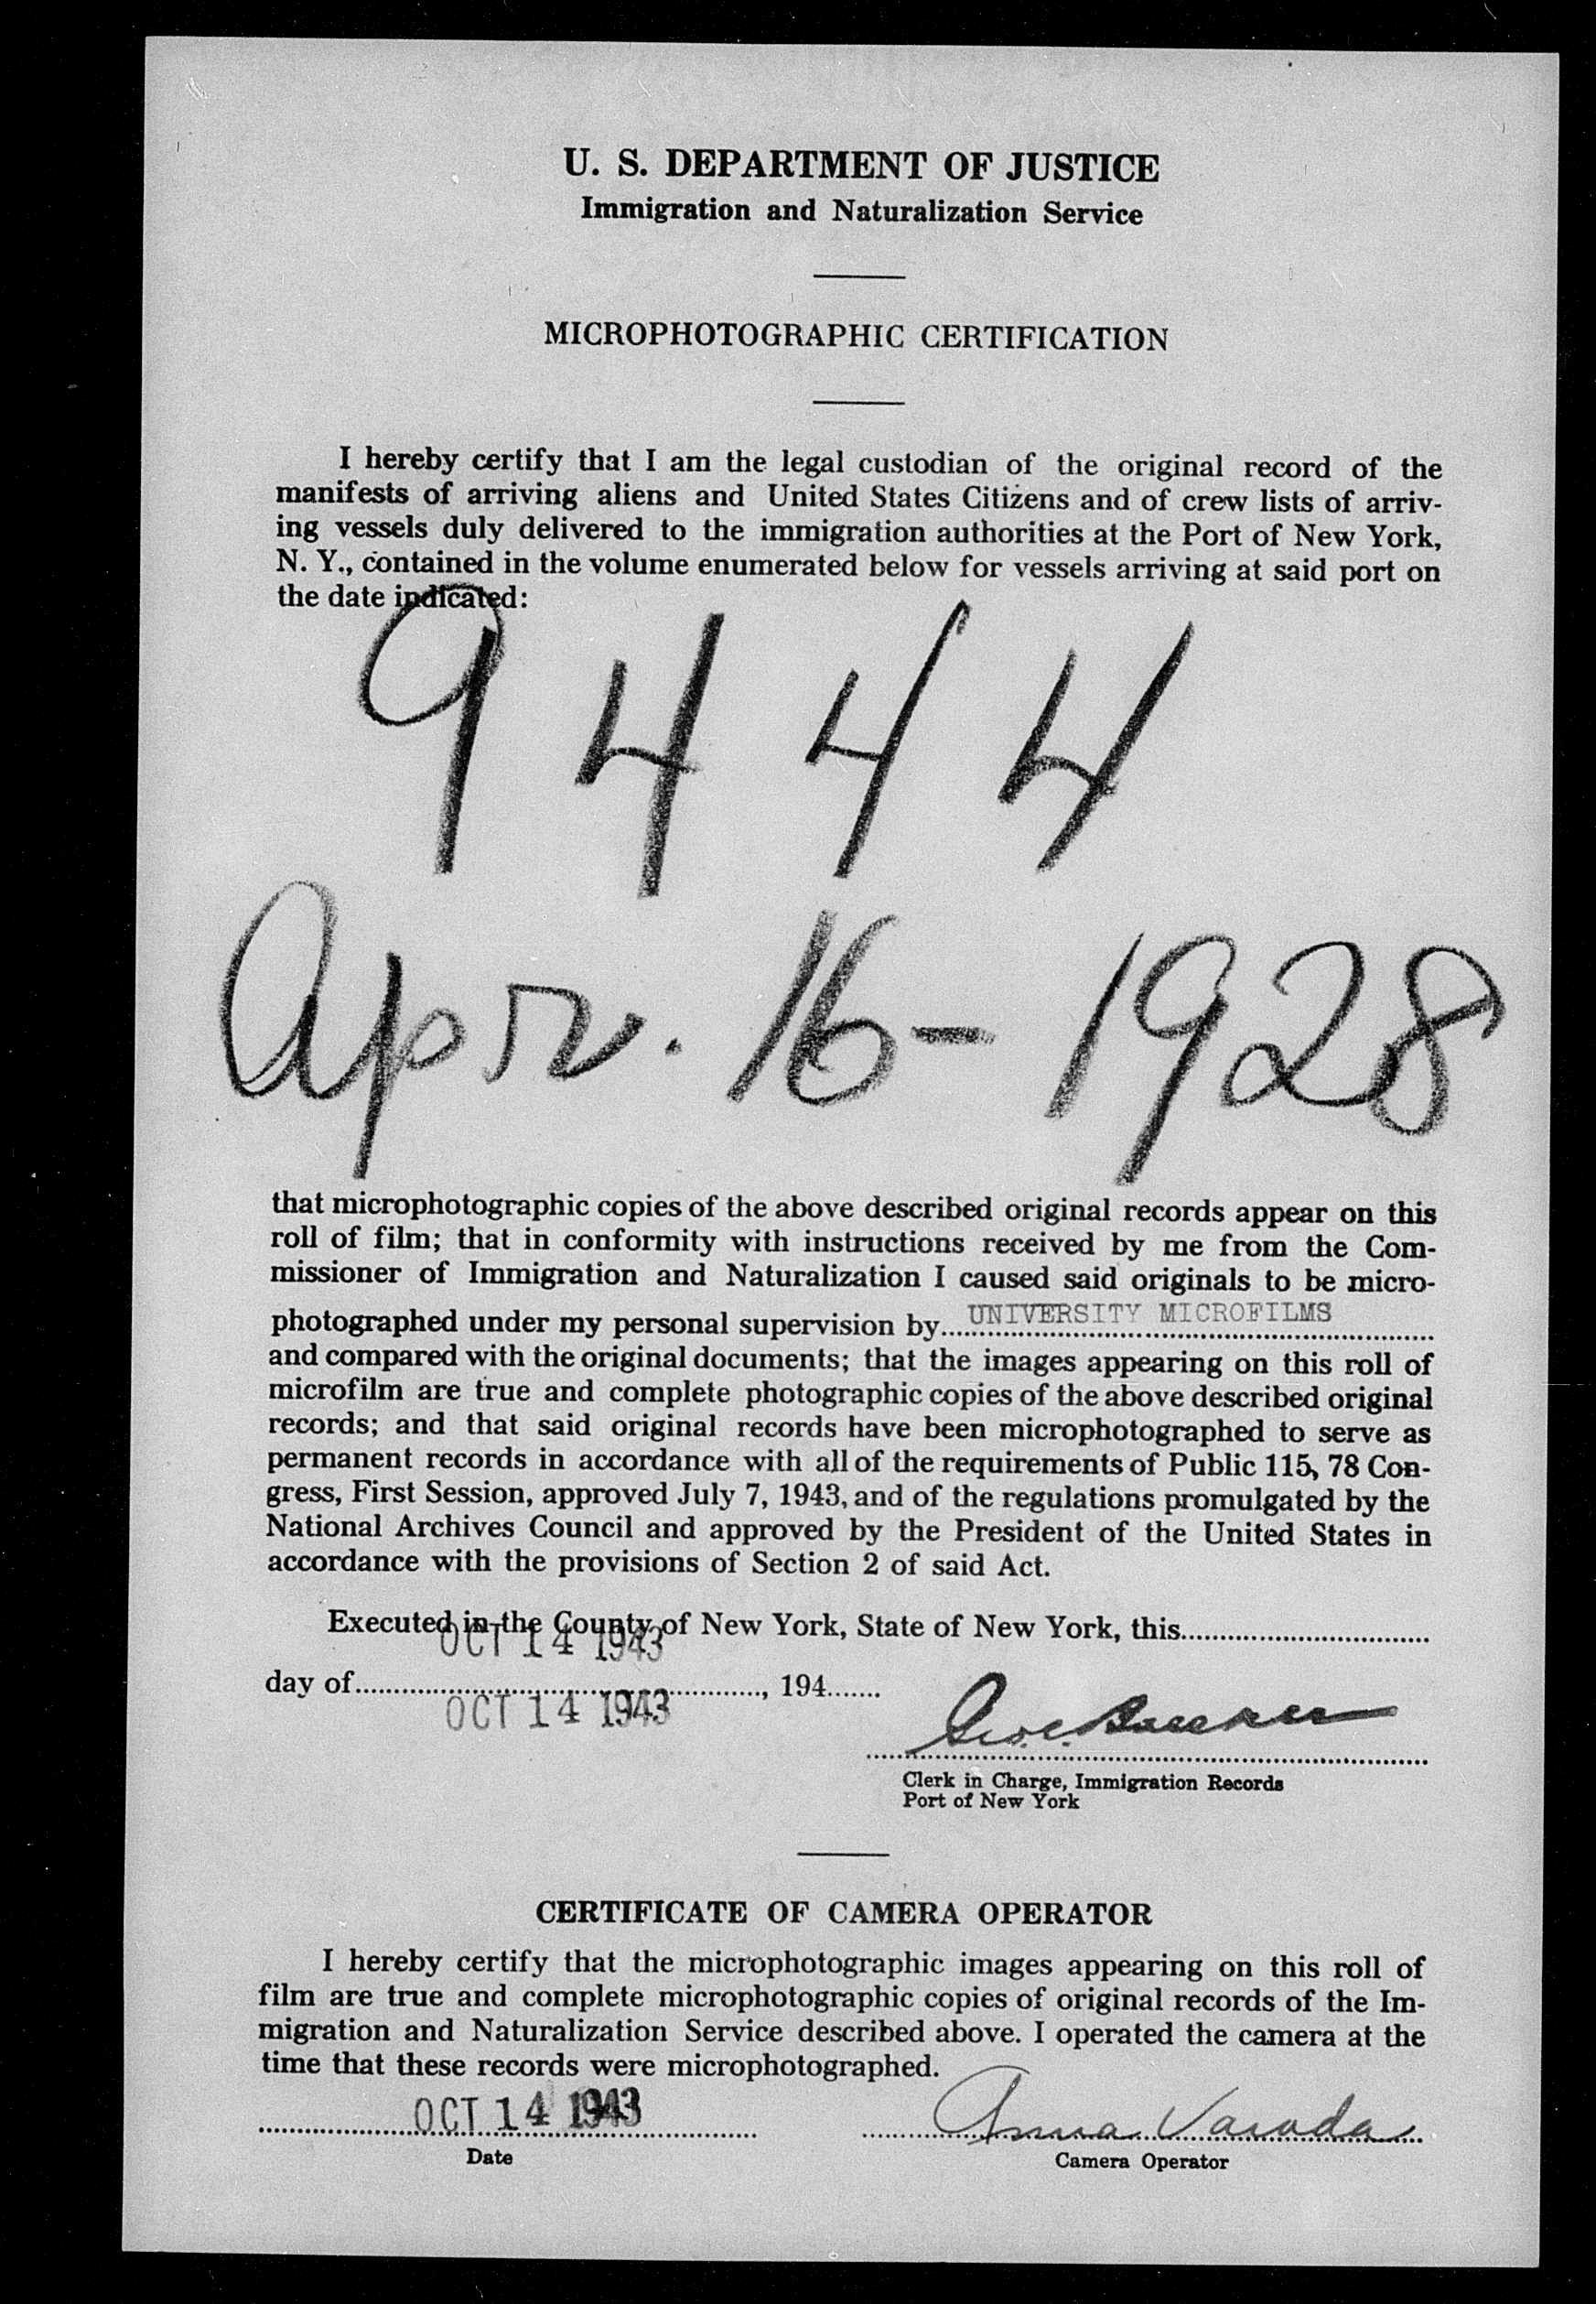 U. S. DEPARTMENT OF JUSTICE
Immigration and Naturalization Service
MICROPHOTOGRAPHIC CERTIFICATION
I hereby certify that I am the legal custodian of the original record of the
manifests of arriving aliens and United States Citizens and of crew lists of arriv-
ing vessels duly delivered to the immigration authorities at the Port of New York,
N. Y., contained in the volume enumerated below for vessels arriving at said port on
the date indicated:
9444
Apr. 16-1928
that microphotographic copies of the above described original records appear on this
roll of film; that in conformity with instructions received by me from the Com-
missioner of Immigration and Naturalization I caused said originals to be micro-
photographed under my personal supervision by UNIVERSITY MICROFILMS
and compared with the original documents; that the images appearing on this roll of
microfilm are true and complete photographic copies of the above described original
records; and that said original records have been microphotographed to serve as
permanent records in accordance with all of the requirements of Public 115, 78 Con-
gress, First Session, approved July 7, 1943, and of the regulations promulgated by the
National Archives Council and approved by the President of the United States in
accordance with the provisions of Section 2 of said Act.
Executed in the County of New York, State of New York, this
OCT 14 1943
day of , 194
OCT 14 1943
Clerk in Charge, Immigration Records
Port of New York
CERTIFICATE OF CAMERA OPERATOR
I hereby certify that the microphotographic images appearing on this roll of
film are true and complete microphotographic copies of original records of the Im-
migration and Naturalization Service described above. I operated the camera at the
time that these records were microphotographed.
OCT 14 1943 Anna
Date Camera Operator